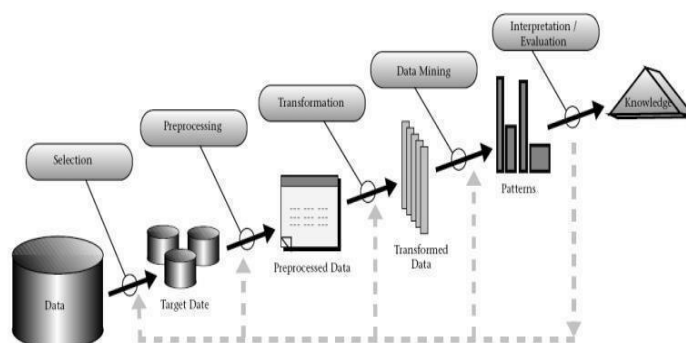 Interpretation /
Evaluation
Data Mining
Transformation
Preprocessing
Selection
Knowledge
Patterns
Transformed
Data
Preprocessed Data
Target Date
Data
--- --- ---
--- --- ---
--- --- ---